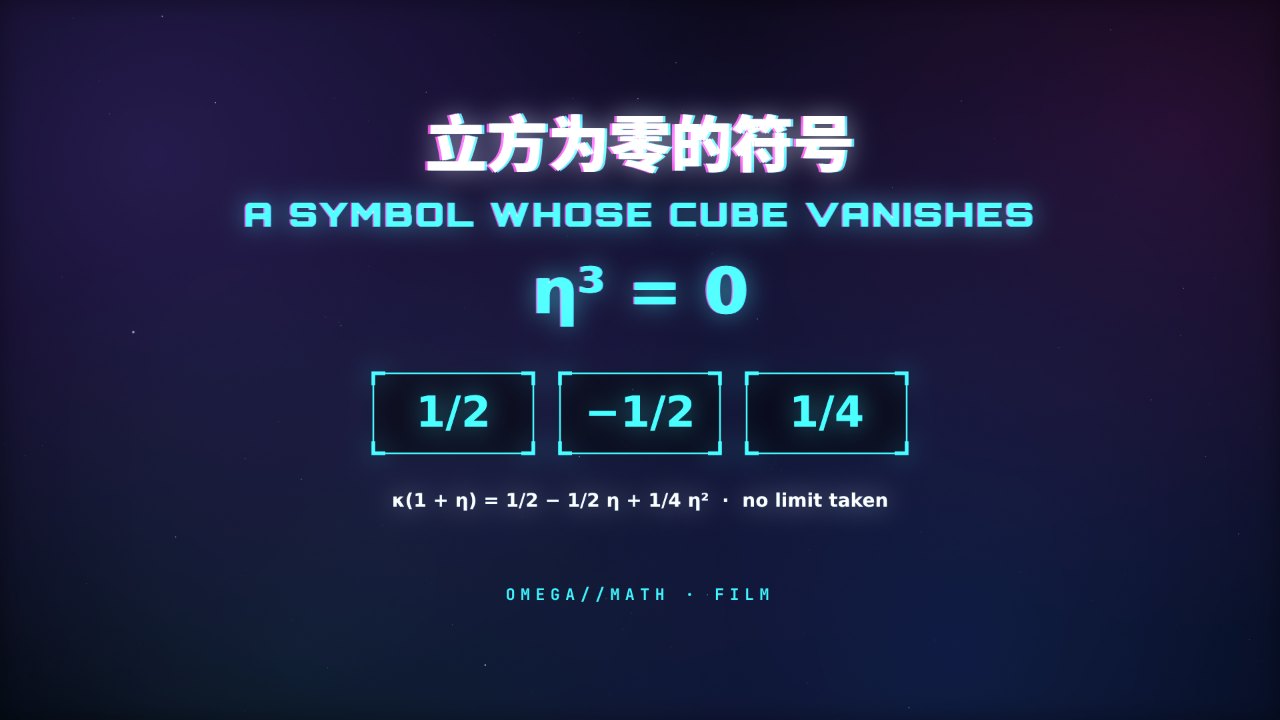 立方为零的符号
A SYMBOL WHOSE CUBE VANISHES
η³ = 0
1/2
−1/2
1/4
κ(1 + η) = 1/2 − 1/2 η + 1/4 η² · no limit taken
OMEGA//MATH · FILM